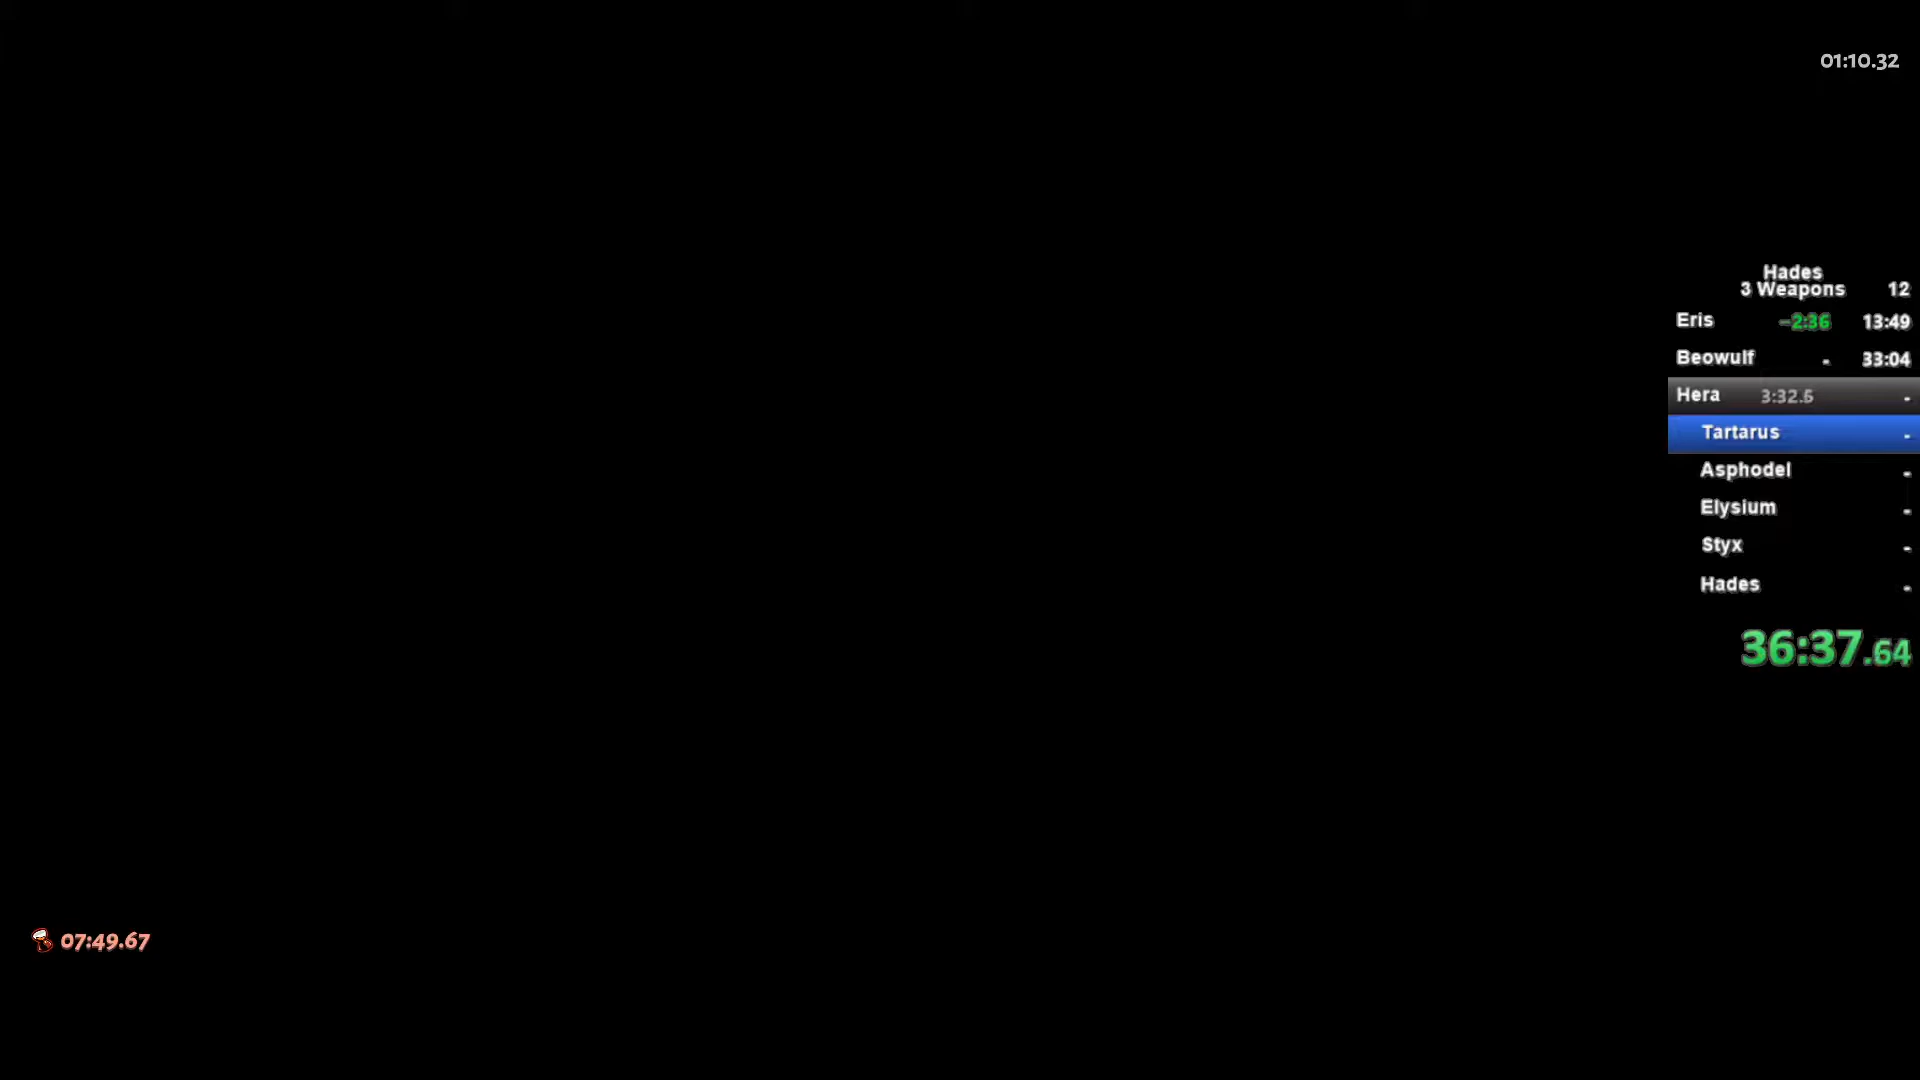 01:10.32
Hades
3 Weapons 12
Eris -2:36 13:49
Beowulf - 33:04
Hera 3:32.5 -
Tartarus -
Asphodel -
Elysium -
Styx -
Hades -
36:37.64
07:49.67